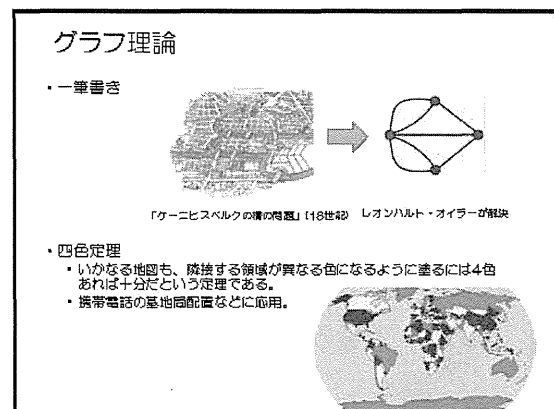 グラフ理論
・一筆書き
「ケーニヒスベルクの橋の問題」(18世紀) レオンハルト・オイラーが解決
・四色定理
・いかなる地図も、隣接する領域が異なる色になるように塗るには4色
あれば十分だという定理である。
・携帯電話の基地局配置などに応用。